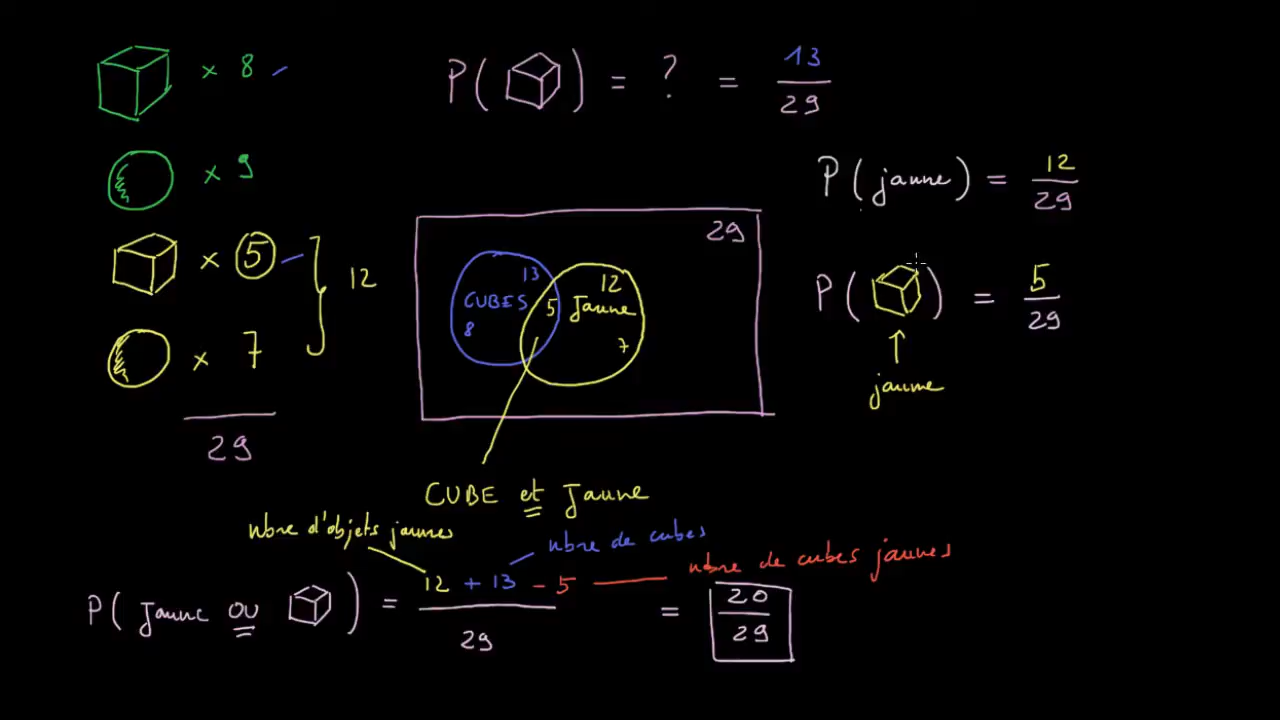 × 8
× 9
× 5
12
× 7
29
P( ) = ? = 13/29
P(jaune) = 12/29
P( ) = 5/29
jaune
29
13
CUBES
8
5
12
Jaune
7
CUBE et Jaune
nbre d'objets jaunes
nbre de cubes
nbre de cubes jaunes
P( Jaune OU ) = 12 + 13 - 5 / 29 = 20/29